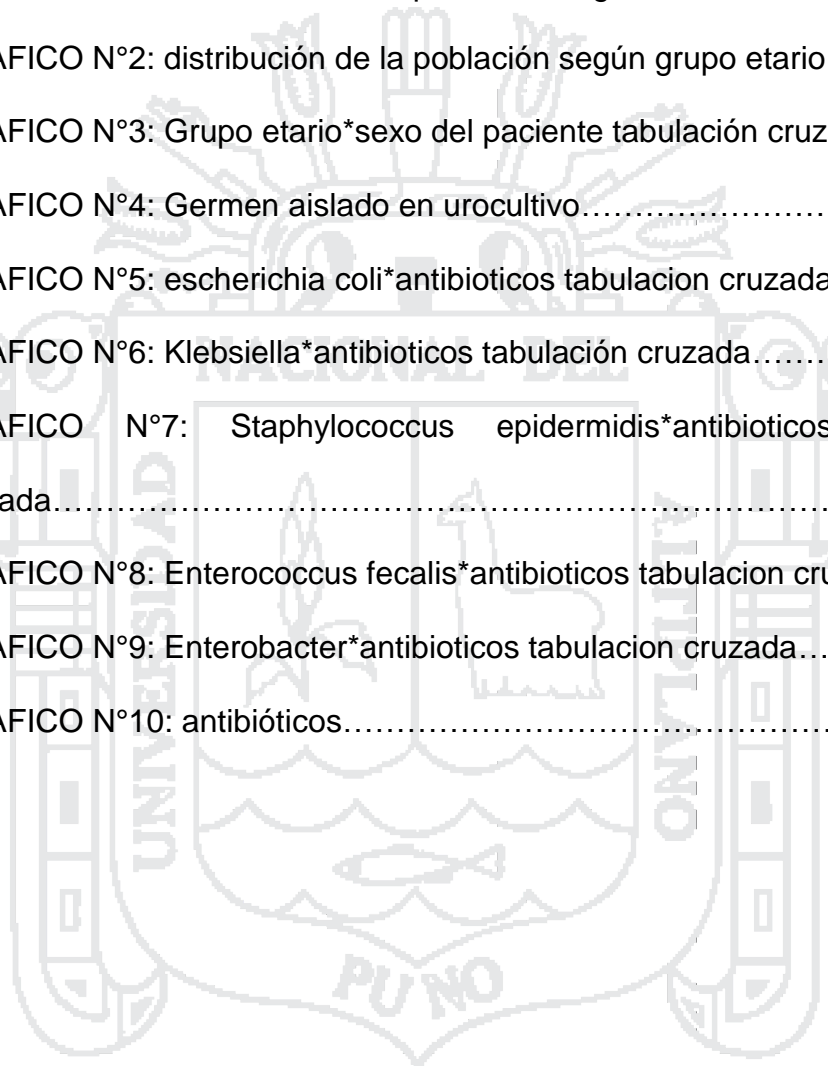 AFICO N°2: distribución de la población según grupo etario
AFICO N°3: Grupo etario*sexo del paciente tabulación cruz
AFICO N°4: Germen aislado en urocultivo……………………
AFICO N°5: escherichia coli*antibioticos tabulacion cruzada
AFICO N°6: Klebsiella*antibioticos tabulación cruzada…….
AFICO N°7: Staphylococcus epidermidis*antibioticos
ada……………………………………………………………………….
AFICO N°8: Enterococcus fecalis*antibioticos tabulacion cru
AFICO N°9: Enterobacter*antibioticos tabulacion cruzada…
AFICO N°10: antibióticos……………………………………………
NACIONAL DEL
UNIVERSIDAD
ALTIPLANO
PUNO